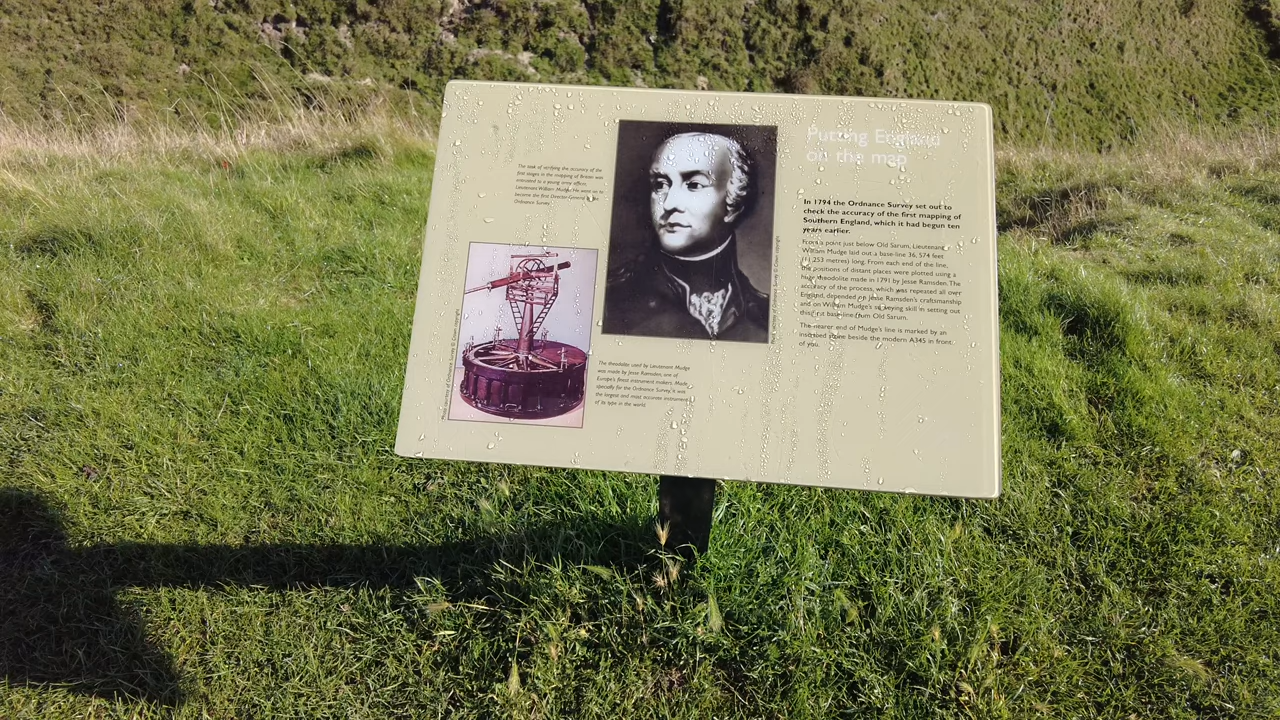 Putting England
on the map
In 1794 the Ordnance Survey set out to
check the accuracy of the first mapping of
Southern England, which it had begun ten
years earlier.
From a point just below Old Sarum, Lieutenant
William Mudge laid out a base line 36, 574 feet
(11,253 metres) long. From each end of the line,
the positions of distant places were plotted using a
huge theodolite made in 1791 by Jesse Ramsden. The
accuracy of the process, which was repeated all over
England, depended on Jesse Ramsden's craftsmanship
and on William Mudge's surveying skill in setting out
this first base-line from Old Sarum.
The nearer end of Mudge's line is marked by an
inscribed stone beside the modern A345 in front
of you.
The task of verifying the accuracy of the
first stages in the mapping of Britain was
entrusted to a young army officer,
Lieutenant William Mudge. He went on to
become the first Director-General of the
Ordnance Survey.
The theodolite used by Lieutenant Mudge
was made by Jesse Ramsden, one of
Europe's finest instrument makers. Made
specially for the Ordnance Survey, it was
the largest and most accurate instrument
of its type in the world.
Ordnance Survey © Crown copyright
Ordnance Survey © Crown copyright